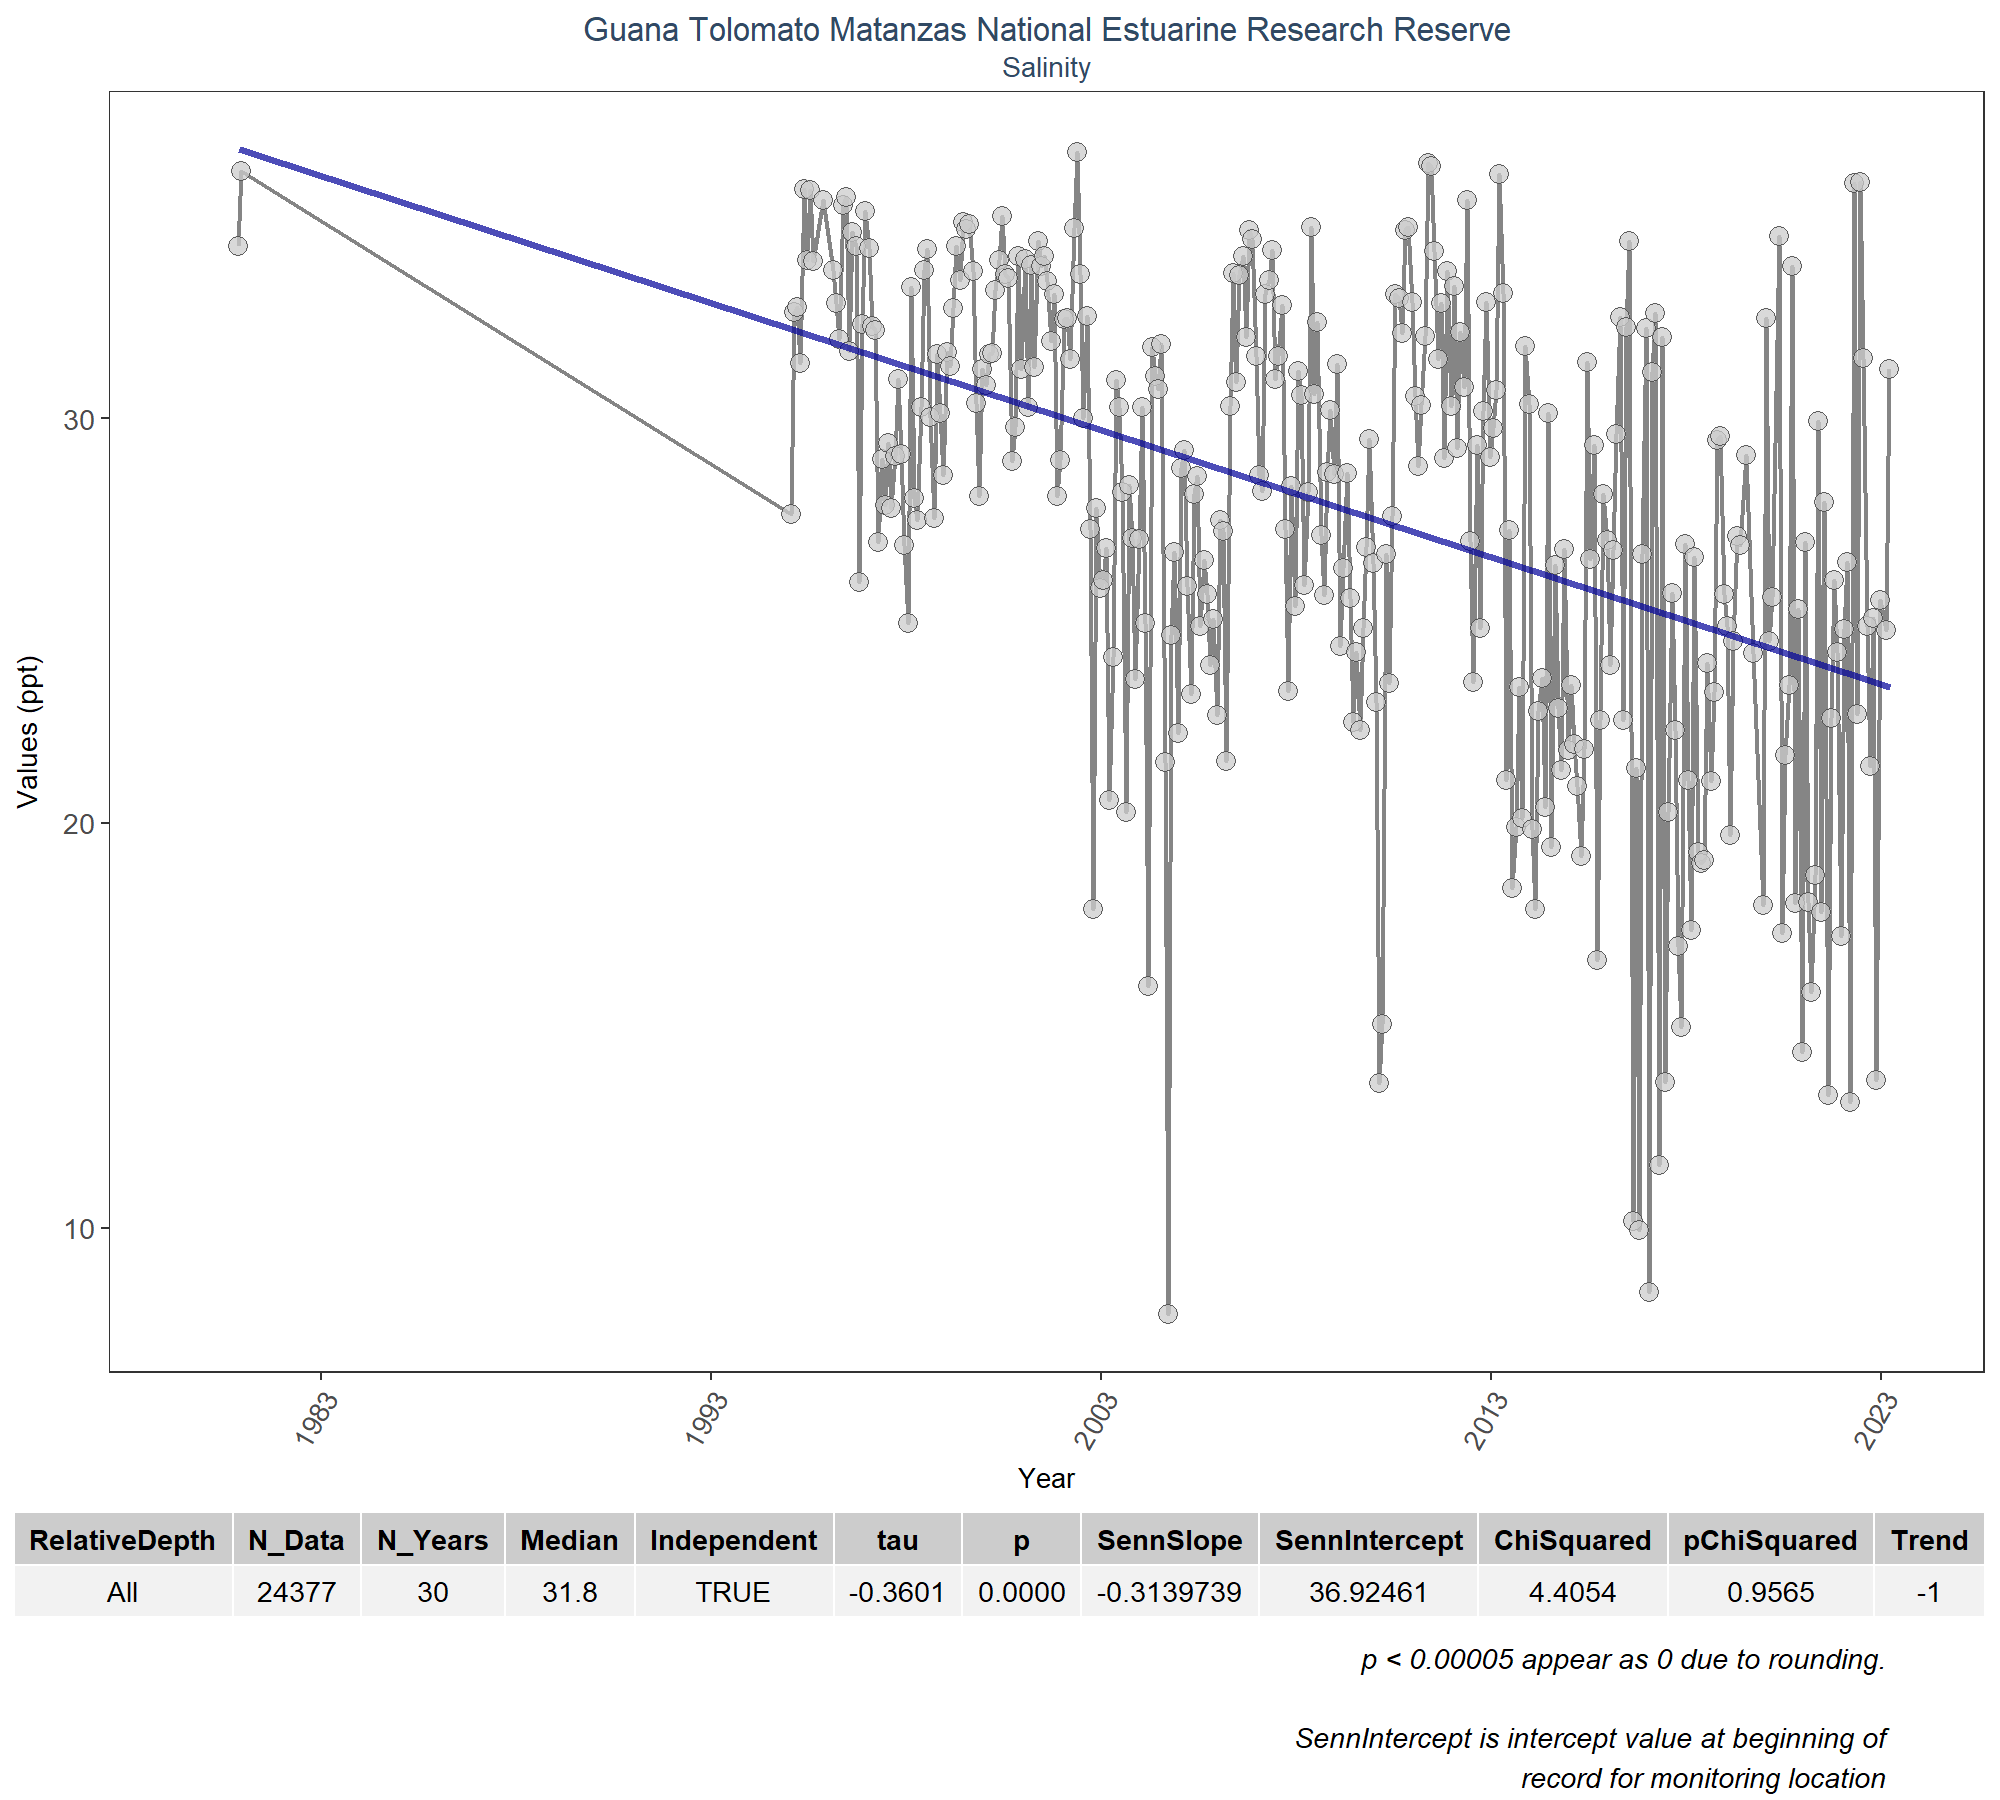 Guana Tolomato Matanzas National Estuarine Research Reserve
Salinity
Values (ppt)
30
20
10
1983
1993
2003
2013
2023
Year
RelativeDepth N_Data N_Years Median Independent tau p SennSlope SennIntercept ChiSquared pChiSquared Trend
All 24377 30 31.8 TRUE -0.3601 0.0000 -0.3139739 36.92461 4.4054 0.9565 -1
p < 0.00005 appear as 0 due to rounding.
SennIntercept is intercept value at beginning of
record for monitoring location